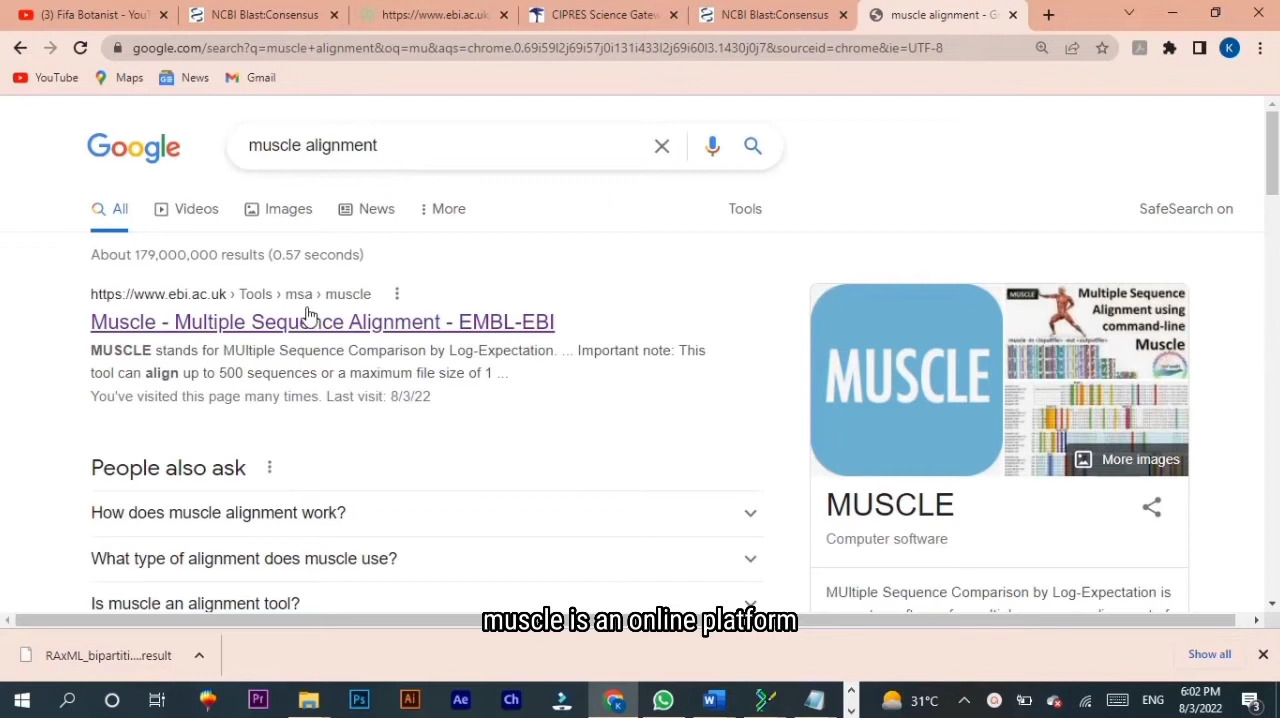 (3) Fifa Botanist - YouT
NCBI Blast:Consensus
https://www.ebi.ac.uk
CIPRES Science Gatew
NCBI Blast:Consensus
muscle alignment - G
google.com/search?q=muscle+alignment&oq=mu&aqs=chrome.0.69i59l2j69i57j0i131i433l2j69i60l3.1430j0j7&sourceid=chrome&ie=UTF-8
K
YouTube
Maps
News
Gmail
Google
muscle alignment
All
Videos
Images
News
More
Tools
SafeSearch on
About 179,000,000 results (0.57 seconds)
https://www.ebi.ac.uk › Tools › msa › muscle
Muscle - Multiple Sequence Alignment - EMBL-EBI
MUSCLE stands for MUltiple Sequence Comparison by Log-Expectation. ... Important note: This
tool can align up to 500 sequences or a maximum file size of 1 ...
You've visited this page many times. Last visit: 8/3/22
People also ask
How does muscle alignment work?
What type of alignment does muscle use?
Is muscle an alignment tool?
MUSCLE
MUSCLE
Multiple Sequence
Alignment using
command-line
Muscle
More images
MUSCLE
Computer software
MUltiple Sequence Comparison by Log-Expectation is
muscle is an online platform
RAxML_bipartiti....result
Show all
Pr
Ps
Ai
Ae
Ch
K
31°C
ENG
6:02 PM
8/3/2022
3